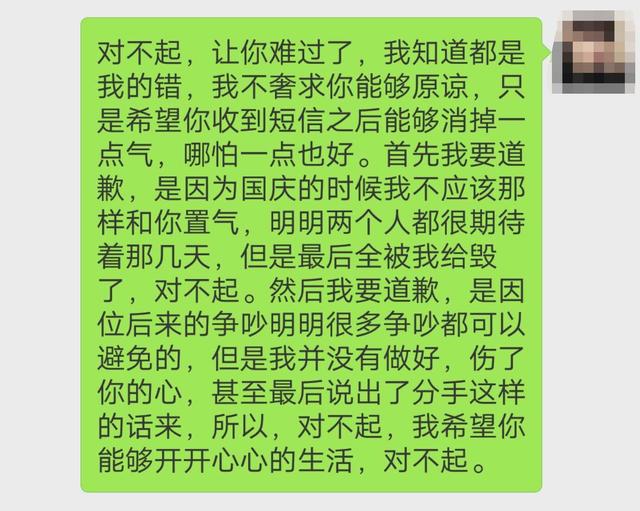 对不起，让你难过了，我知道都是
我的错，我不奢求你能够原谅，只
是希望你收到短信之后能够消掉一
点气，哪怕一点也好。首先我要道
歉，是因为国庆的时候我不应该那
样和你置气，明明两个人都很期待
着那几天，但是最后全被我给毁
了，对不起。然后我要道歉，是因
位后来的争吵明明很多争吵都可以
避免的，但是我并没有做好，伤了
你的心，甚至最后说出了分手这样
的话来，所以，对不起，我希望你
能够开开心心的生活，对不起。